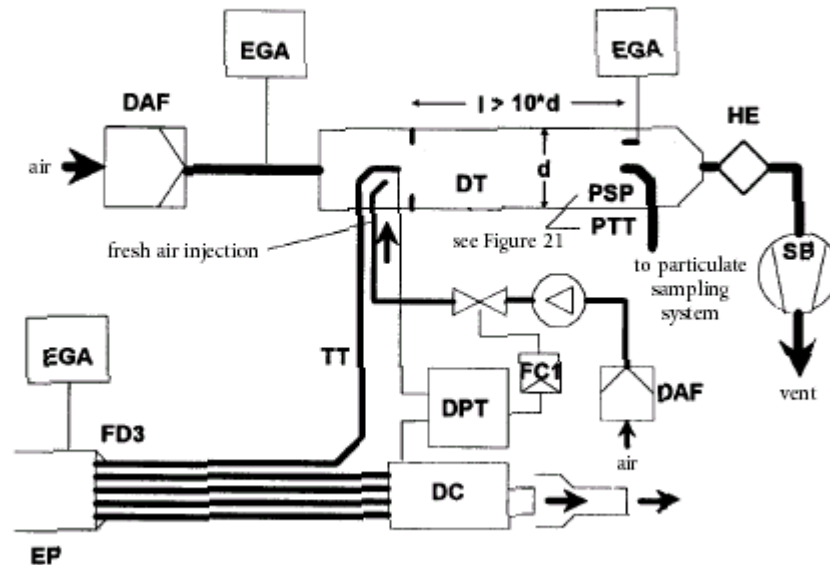 EGA
EGA
DAF
l > 10*d
HE
air
DT
d
PSP
fresh air injection
see Figure 21
PTT
SB
to particulate
sampling
system
EGA
TT
FC1
DAF
vent
DPT
FD3
air
DC
EP